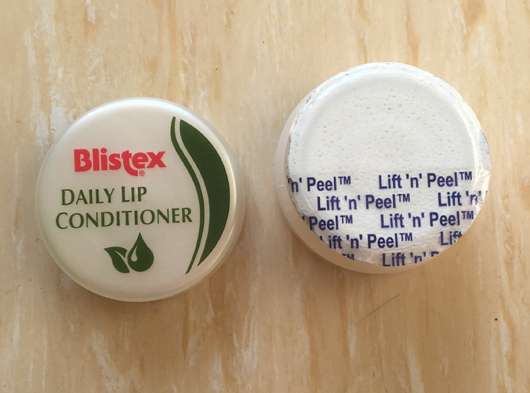 Blistex
DAILY LIP
CONDITIONER
'n' Peel™ Lift 'n' Peel™
Lift 'n' Peel™ Lift
'n' Peel™ Lift 'n' Peel™
Lift 'n' Peel™ Lift
Lift 'n' Peel™